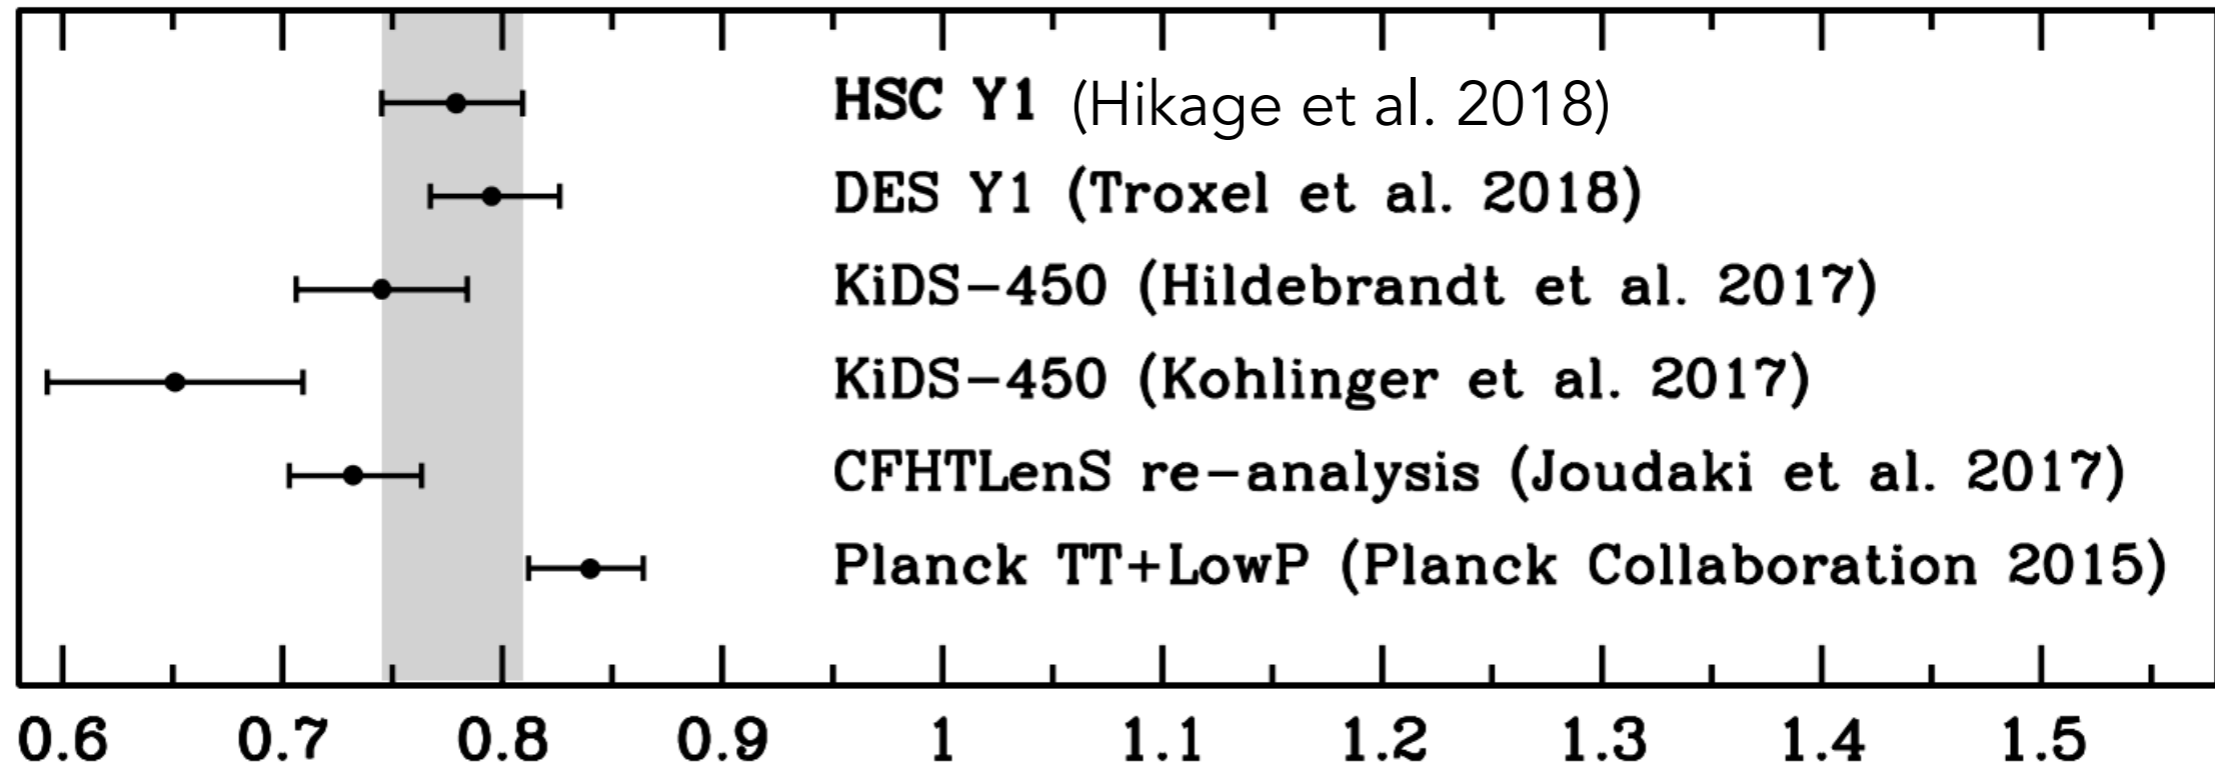 HSC Y1 (Hikage et al. 2018)
DES Y1 (Troxel et al. 2018)
KiDS-450 (Hildebrandt et al. 2017)
KiDS-450 (Kohlinger et al. 2017)
CFHTLenS re-analysis (Joudaki et al. 2017)
Planck TT+LowP (Planck Collaboration 2015)
0.6 0.7 0.8 0.9 1 1.1 1.2 1.3 1.4 1.5